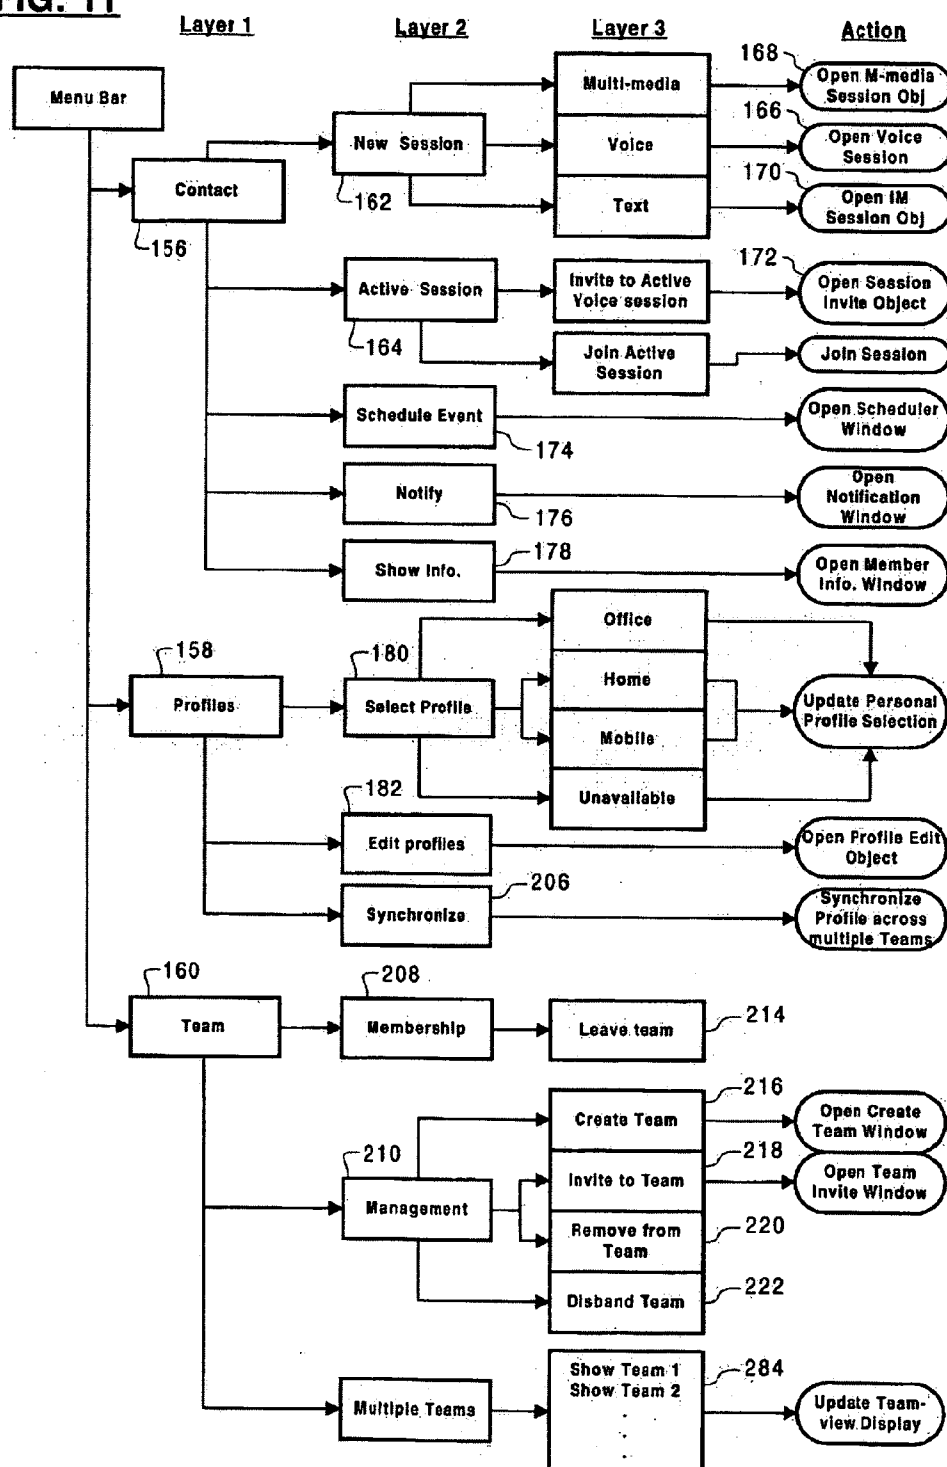 FIG. 11
Layer 1
Layer 2
Layer 3
Action
Menu Bar
168
Multi-media
Open M-media
Session Obj
166
New Session
Voice
Open Voice
Session
162
170
Contact
Text
Open IM
Session Obj
156
172
Active Session
Invite to Active
Voice session
Open Session
Invite Object
164
Join Active
Session
Join Session
Schedule Event
Open Scheduler
Window
174
Notify
Open
Notification
Window
176
178
Show Info.
Open Member
Info. Window
Office
158
180
Profiles
Select Profile
Home
Update Personal
Profile Selection
Mobile
Unavailable
182
Edit profiles
Open Profile Edit
Object
206
Synchronize
Synchronize
Profile across
multiple Teams
160
208
Team
Membership
Leave team
214
216
Create Team
Open Create
Team Window
218
210
Management
Invite to Team
Open Team
Invite Window
Remove from
Team
220
Disband Team
222
Show Team 1
Show Team 2
.
.
.
284
Multiple Teams
Update Team-
view Display